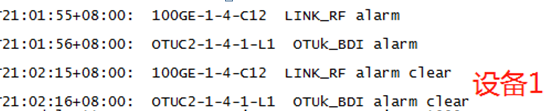 T21:01:55+08:00:  100GE-1-4-C12  LINK_RF alarm
T21:01:56+08:00:  OTUC2-1-4-1-L1  OTUk_BDI alarm
T21:02:15+08:00:  100GE-1-4-C12  LINK_RF alarm clear
T21:02:16+08:00:  OTUC2-1-4-1-L1  OTUk_BDI alarm clear
设备1